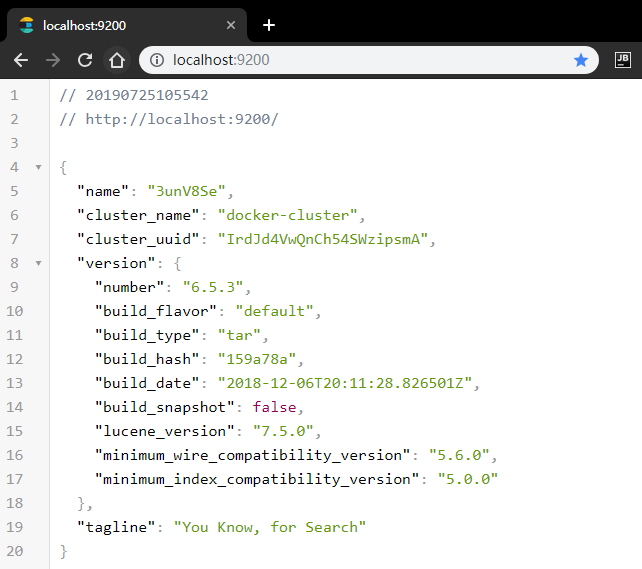 localhost:9200
localhost:9200
JB
1 // 20190725105542
2 // http://localhost:9200/
3
4 {
5 "name": "3unV8Se",
6 "cluster_name": "docker-cluster",
7 "cluster_uuid": "IrdJd4VwQnCh54SWzipsmA",
8 "version": {
9 "number": "6.5.3",
10 "build_flavor": "default",
11 "build_type": "tar",
12 "build_hash": "159a78a",
13 "build_date": "2018-12-06T20:11:28.826501Z",
14 "build_snapshot": false,
15 "lucene_version": "7.5.0",
16 "minimum_wire_compatibility_version": "5.6.0",
17 "minimum_index_compatibility_version": "5.0.0"
18 },
19 "tagline": "You Know, for Search"
20 }